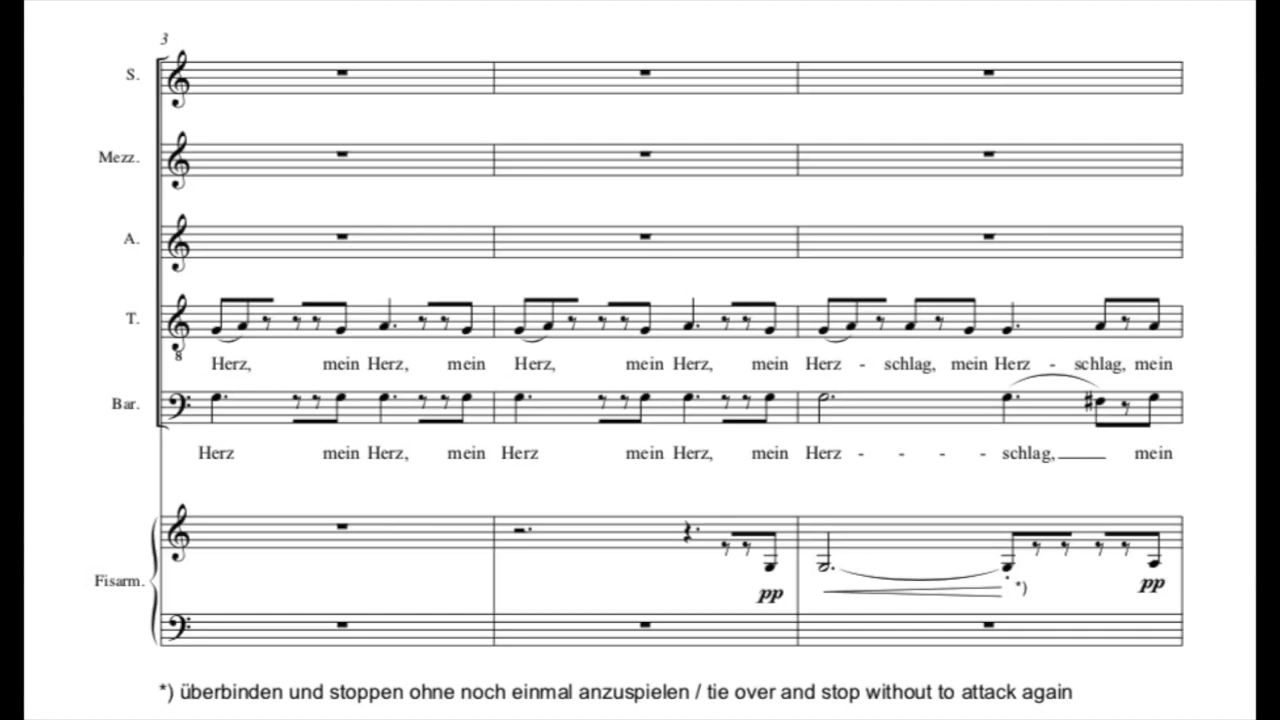 3
S.
Mezz.
A.
T.
8
Herz, mein Herz, mein Herz, mein Herz, mein Herz - schlag, mein Herz - schlag, mein
Bar.
Herz mein Herz, mein Herz mein Herz, mein Herz - - - - schlag, mein
Fisarm.
pp *) pp
*) überbinden und stoppen ohne noch einmal anzuspielen / tie over and stop without to attack again